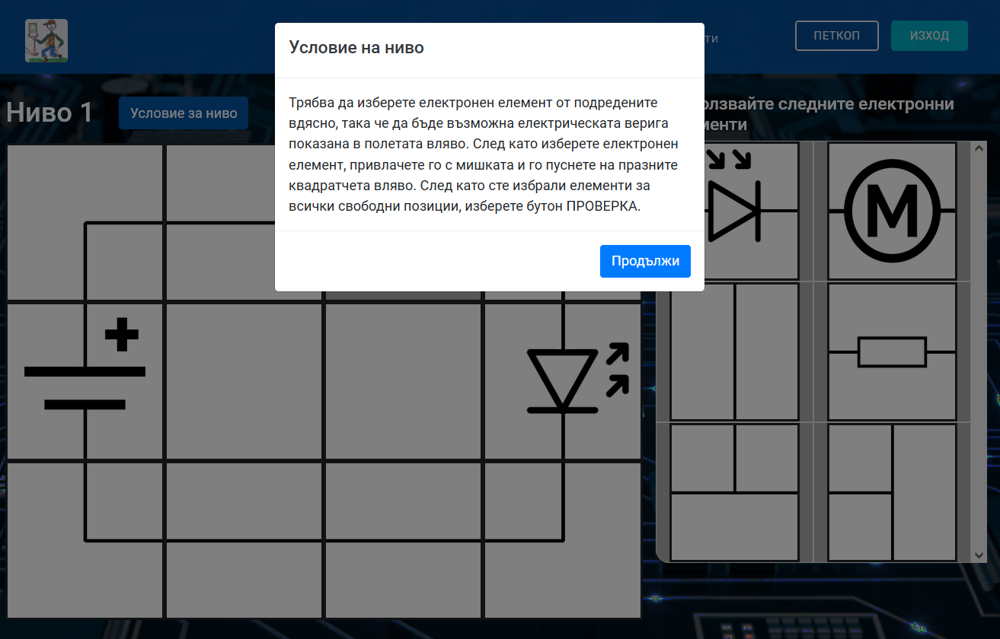 ПЕТКОП
ИЗХОД
Условие на ниво
Ниво 1
Условие за ниво
Трябва да изберете електронен елемент от подредените
вдясно, така че да бъде възможна електрическата верига
показана в полетата вляво. След като изберете електронен
елемент, привлачете го с мишката и го пуснете на празните
квадратчета вляво. След като сте избрали елементи за
всички свободни позиции, изберете бутон ПРОВЕРКА.
Продължи
следните електронни
M